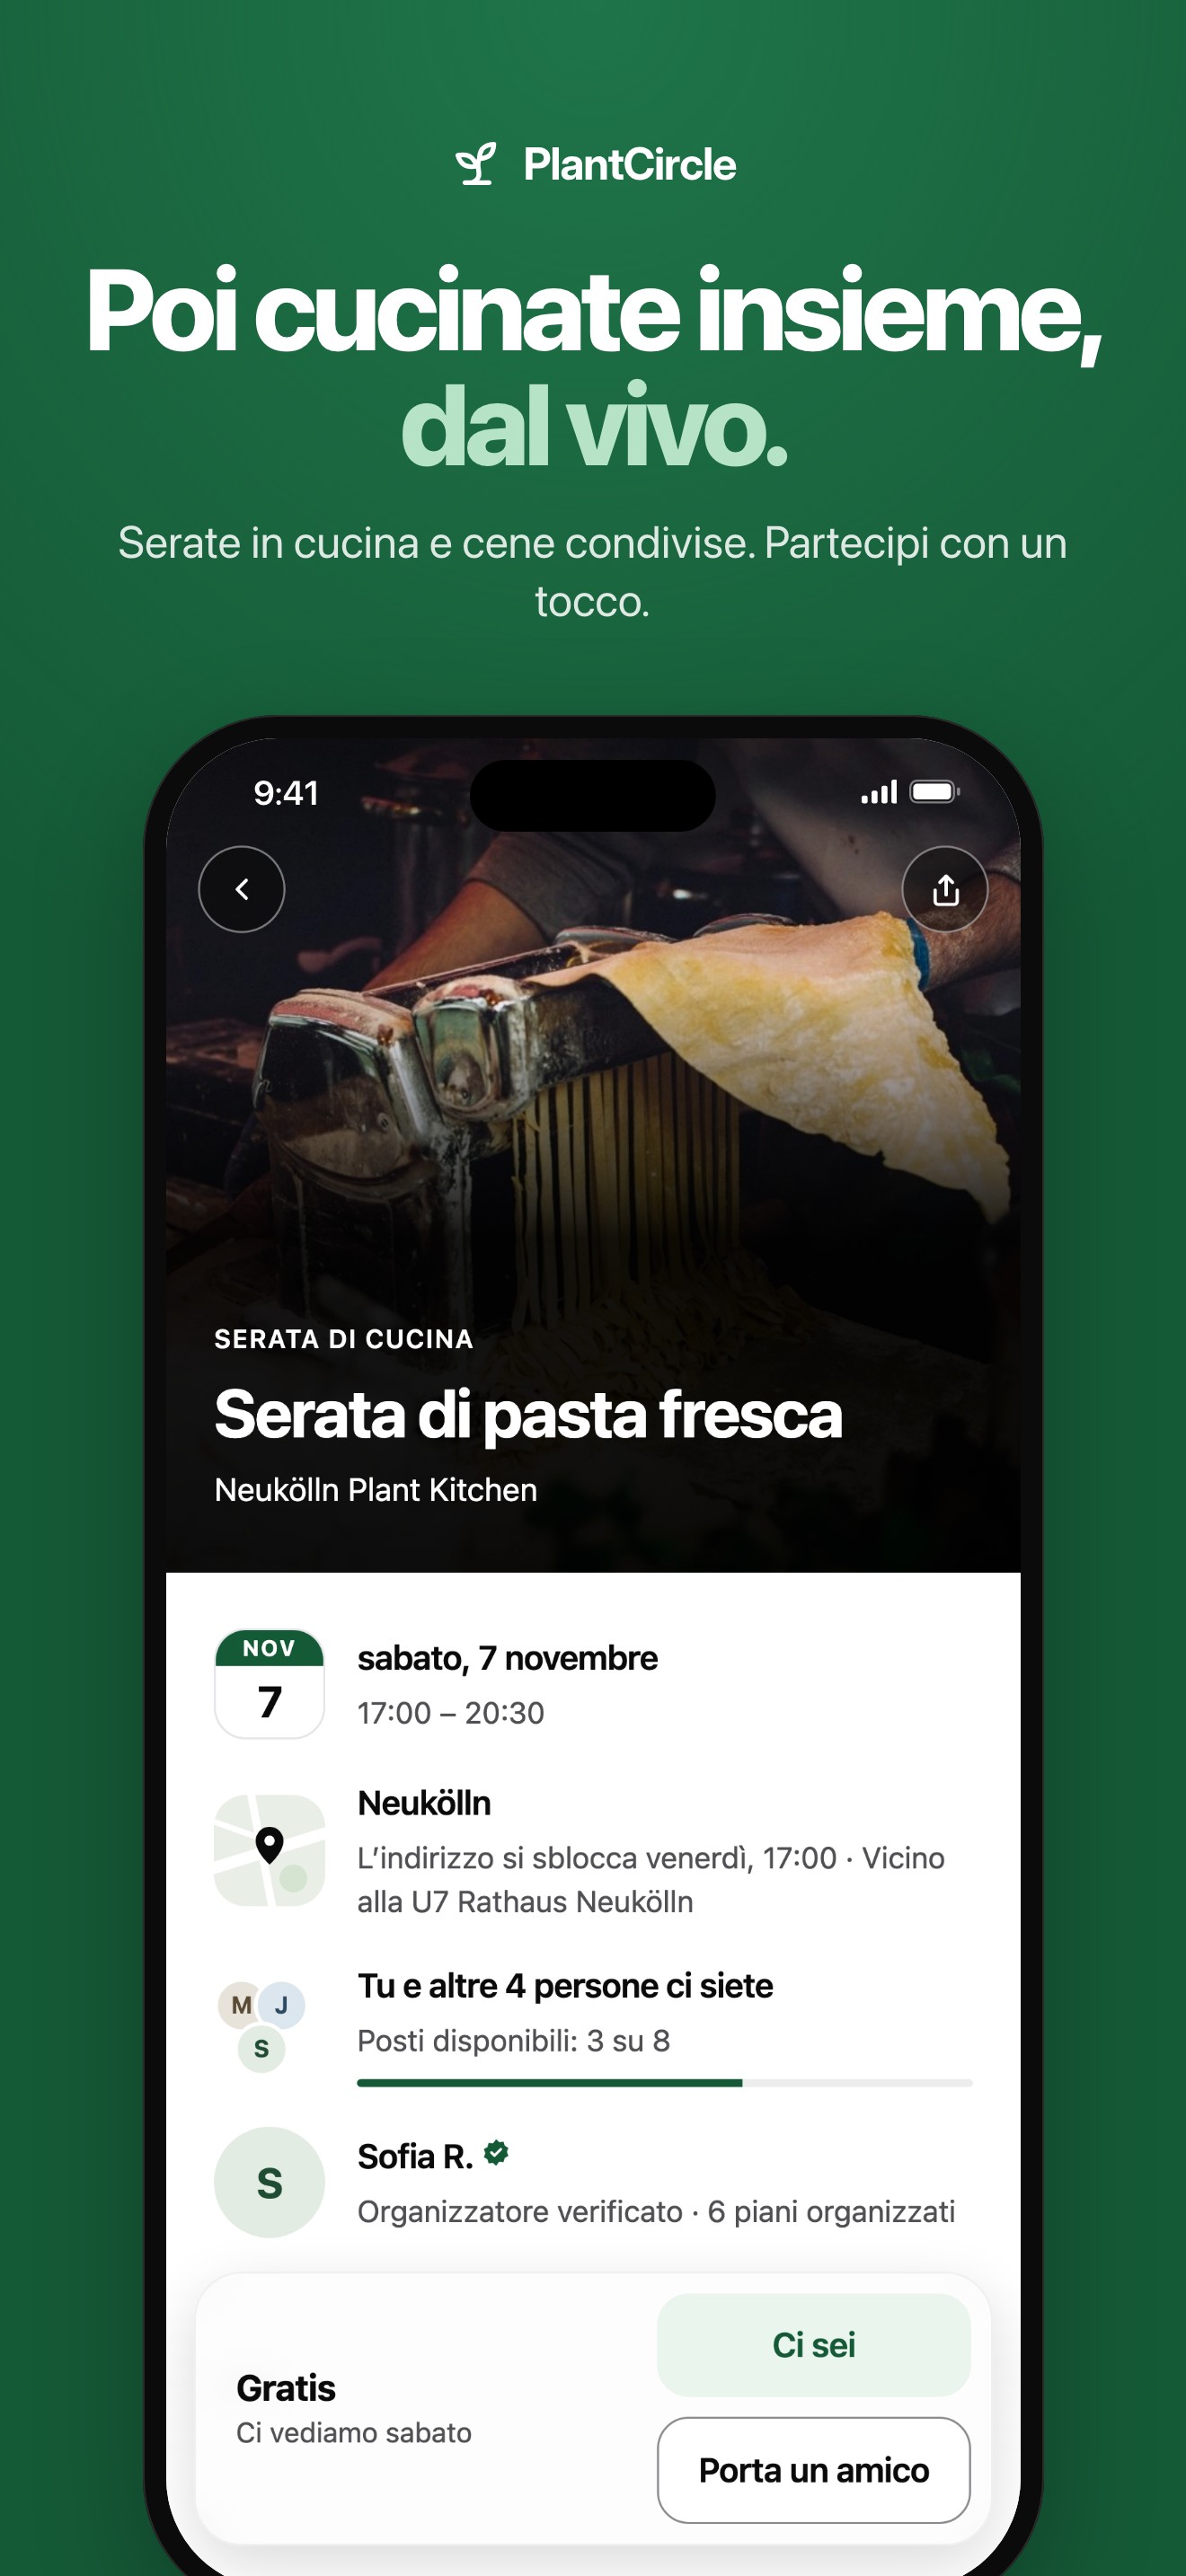 PlantCircle
Poi cucinate insieme,
dal vivo.
Serate in cucina e cene condivise. Partecipi con un
tocco.
9:41
SERATA DI CUCINA
Serata di pasta fresca
Neukölln Plant Kitchen
NOV
7
sabato, 7 novembre
17:00 – 20:30
Neukölln
L’indirizzo si sblocca venerdì, 17:00 · Vicino
alla U7 Rathaus Neukölln
M J
S
Tu e altre 4 persone ci siete
Posti disponibili: 3 su 8
S
Sofia R.
Organizzatore verificato · 6 piani organizzati
Gratis
Ci vediamo sabato
Ci sei
Porta un amico